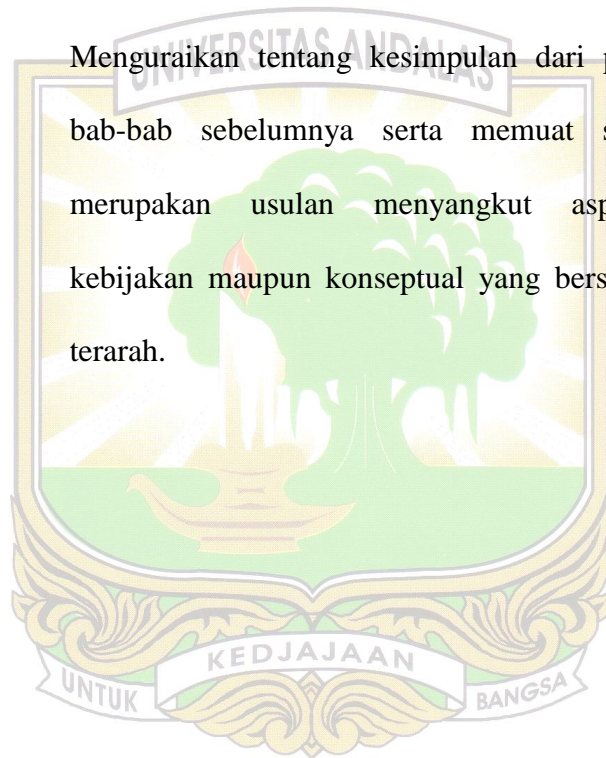 UNIVERSITAS ANDALAS
Menguraikan tentang kesimpulan dari
bab-bab sebelumnya serta memuat
merupakan usulan menyangkut
kebijakan maupun konseptual yang
terarah.
UNTUK KEDJAJAAN BANGSA